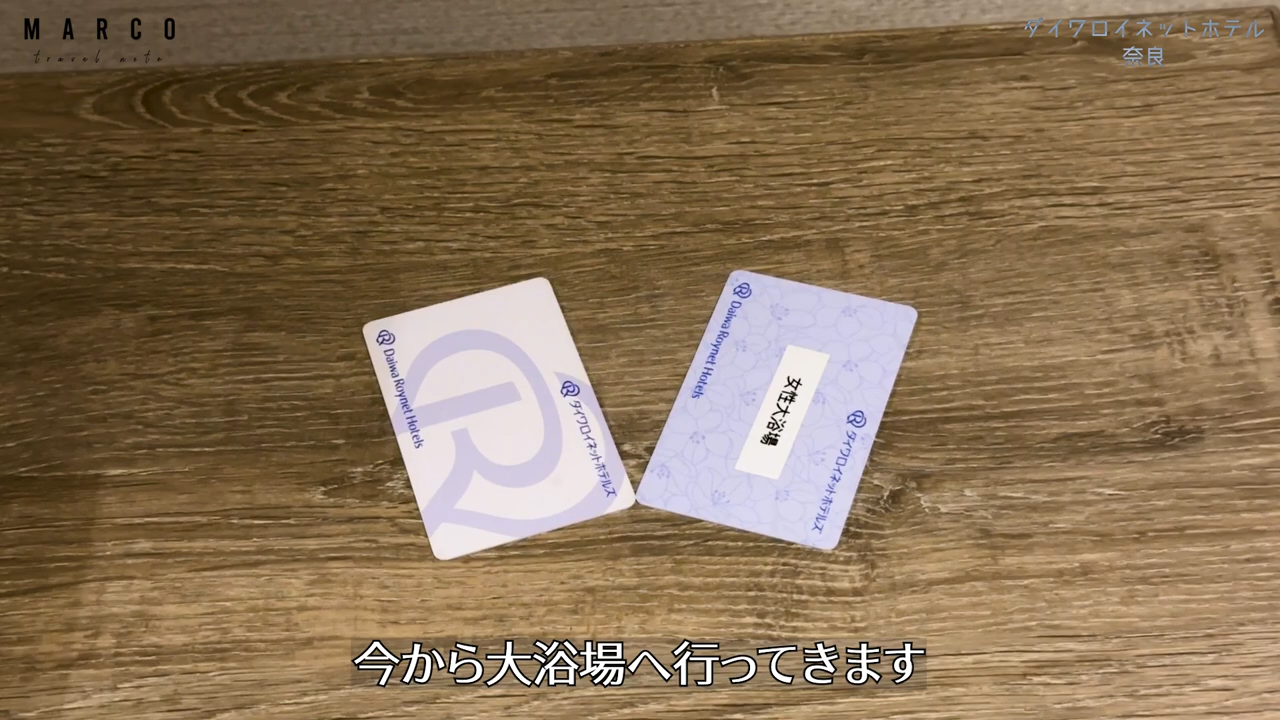 MARCO
travel note
ダイワロイネットホテル
奈良
Daiwa Roynet Hotels
ダイワロイネットホテルズ
Daiwa Roynet Hotels
女性大浴場
ダイワロイネットホテルズ
今から大浴場へ行ってきます